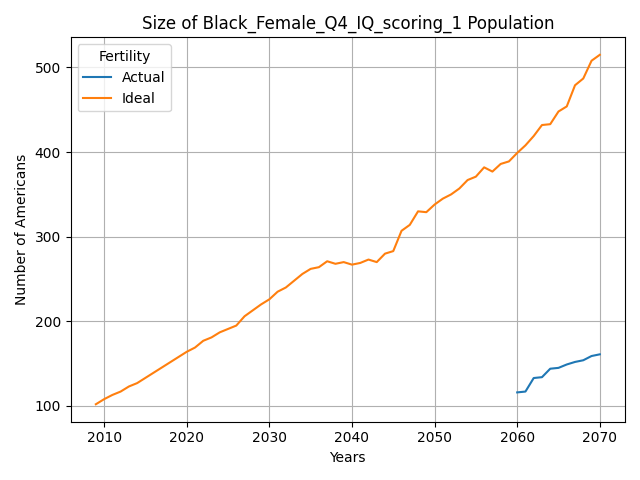 Size of Black_Female_Q4_IQ_scoring_1 Population
Fertility
Actual
Ideal
Number of Americans
500
400
300
200
100
2010 2020 2030 2040 2050 2060 2070
Years